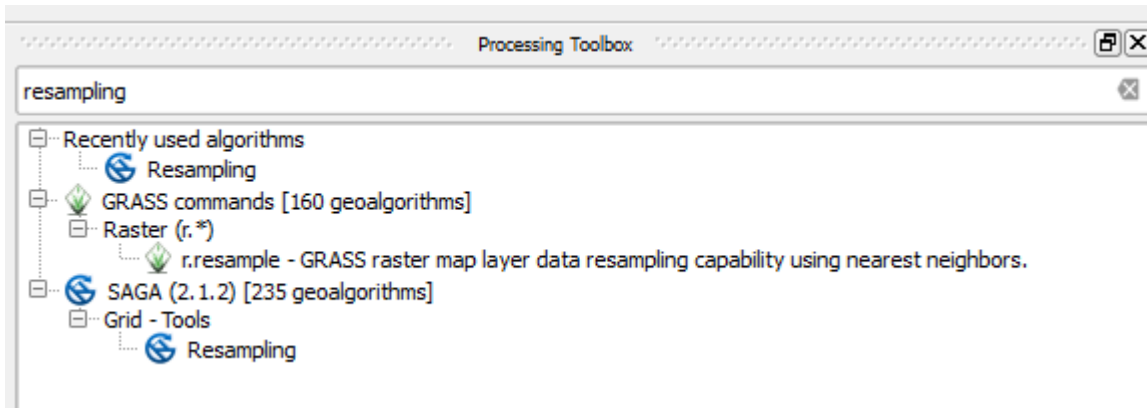 Processing Toolbox
resampling
Recently used algorithms
Resampling
GRASS commands [160 geoalgorithms]
Raster (r.*)
r.resample - GRASS raster map layer data resampling capability using nearest neighbors.
SAGA (2.1.2) [235 geoalgorithms]
Grid - Tools
Resampling